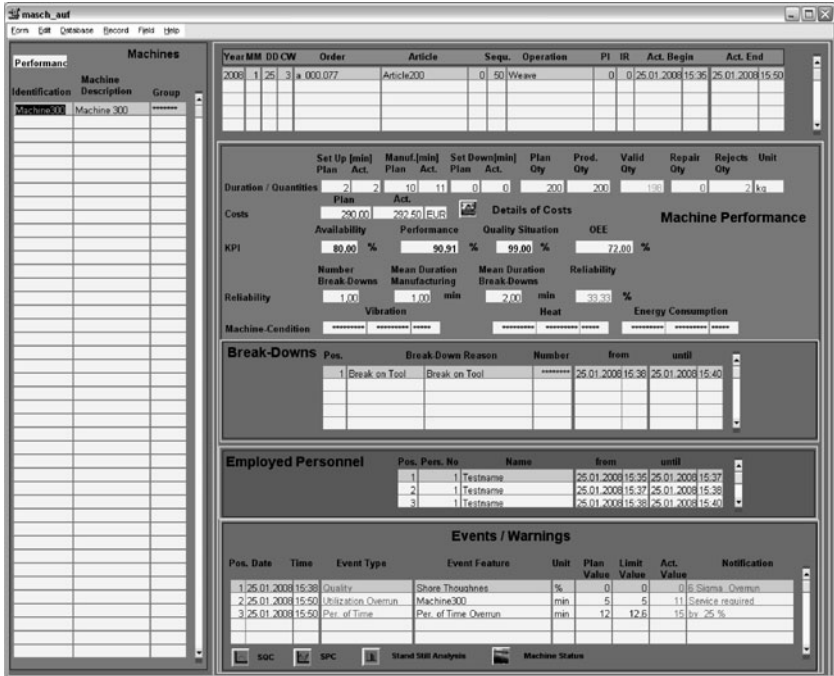 masch_auf
Form Edit Database Record Field Help
Performanc Machines
Identification Machine Description Group
Machine300 Machine 300 *******
Year MM DD CW Order Article Sequ. Operation PI IR Act. Begin Act. End
2008 1 25 3 a 000.077 Article200 0 50 Weave 0 0 25.01.2008 15:35 25.01.2008 15:50
Set Up [min] Manuf.[min] Set Down[min] Plan Prod. Valid Repair Rejects Unit
Plan Act. Plan Act. Plan Act. Qty Qty Qty Qty Qty
Duration / Quantities 2 2 10 11 0 0 200 200 198 0 2 kg
Plan Act.
Costs 290.00 292.50 EUR Details of Costs
Machine Performance
Availability Performance Quality Situation OEE
KPI 80.00 % 90.91 % 99.00 % 72.00 %
Number Mean Duration Mean Duration Reliability
Break-Downs Manufacturing Break-Downs
Reliability 1,00 1,00 min 2,00 min 33,33 %
Vibration Heat Energy Consumption
Machine-Condition ********* ******** ***** ********* ******** ***** ********* ******** *****
Break-Downs Pos. Break-Down Reason Number from until
1 Break on Tool Break on Tool ******** 25.01.2008 15:38 25.01.2008 15:40
Employed Personnel Pos. Pers. No Name from until
1 1 Testname 25.01.2008 15:35 25.01.2008 15:37
2 1 Testname 25.01.2008 15:37 25.01.2008 15:38
3 1 Testname 25.01.2008 15:38 25.01.2008 15:40
Events / Warnings
Pos. Date Time Event Type Event Feature Unit Plan Limit Act. Notification
Value Value Value
1 25.01.2008 15:38 Quality Shore Thoughnes % 0 0 0 6 Sigma Overrun
2 25.01.2008 15:50 Utilization Overrun Machine300 min 5 5 11 Service required
3 25.01.2008 15:50 Per. of Time Per. of Time Overrun min 12 12,6 15 by 25 %
SQC SPC Stand Still Analysis Machine Status